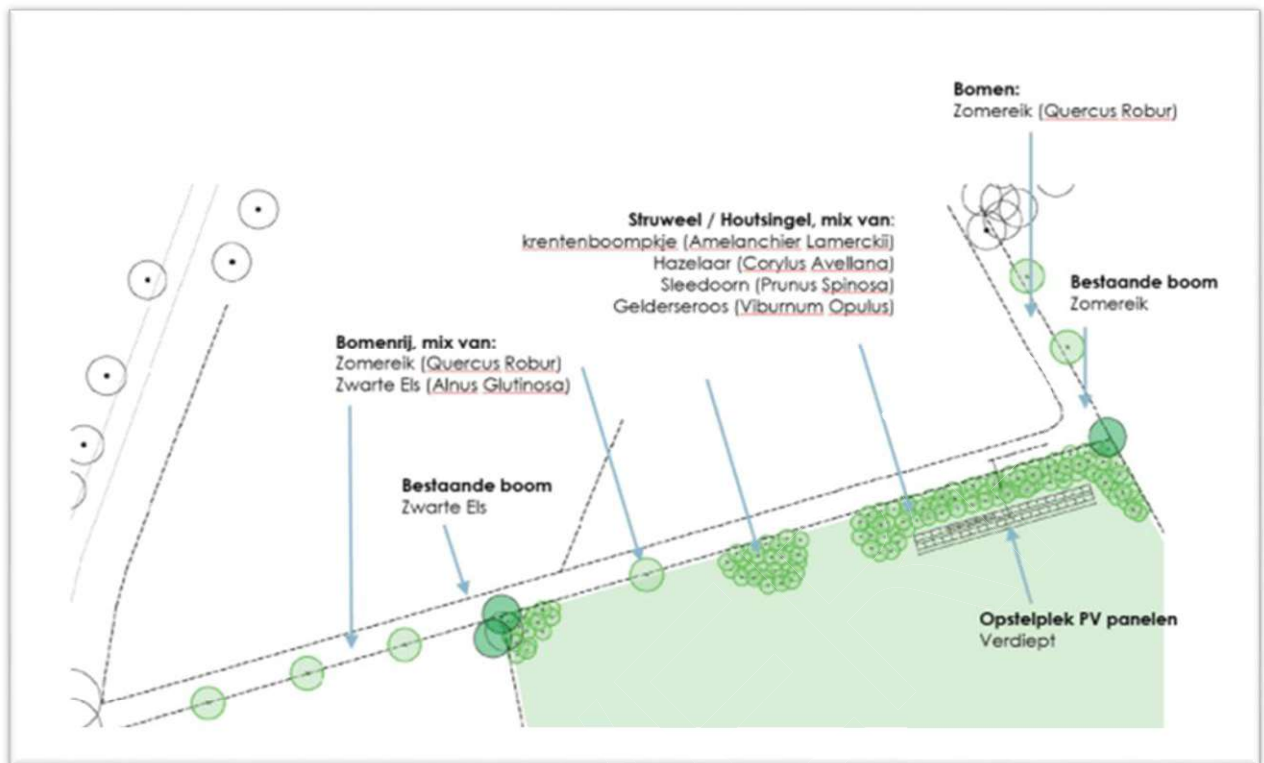 Bomen:
Zomereik (Quercus Robur)
Struweel / Houtsingel, mix van:
krentenboompkje (Amelanchier Lamerckii)
Hazelaar (Corylus Avellana)
Sleedoorn (Prunus Spinosa)
Gelderseroos (Viburnum Opulus)
Bestaande boom
Zomereik
Bomenrij, mix van:
Zomereik (Quercus Robur)
Zwarte Els (Alnus Glutinosa)
Bestaande boom
Zwarte Els
Opstelplek PV panelen
Verdiept